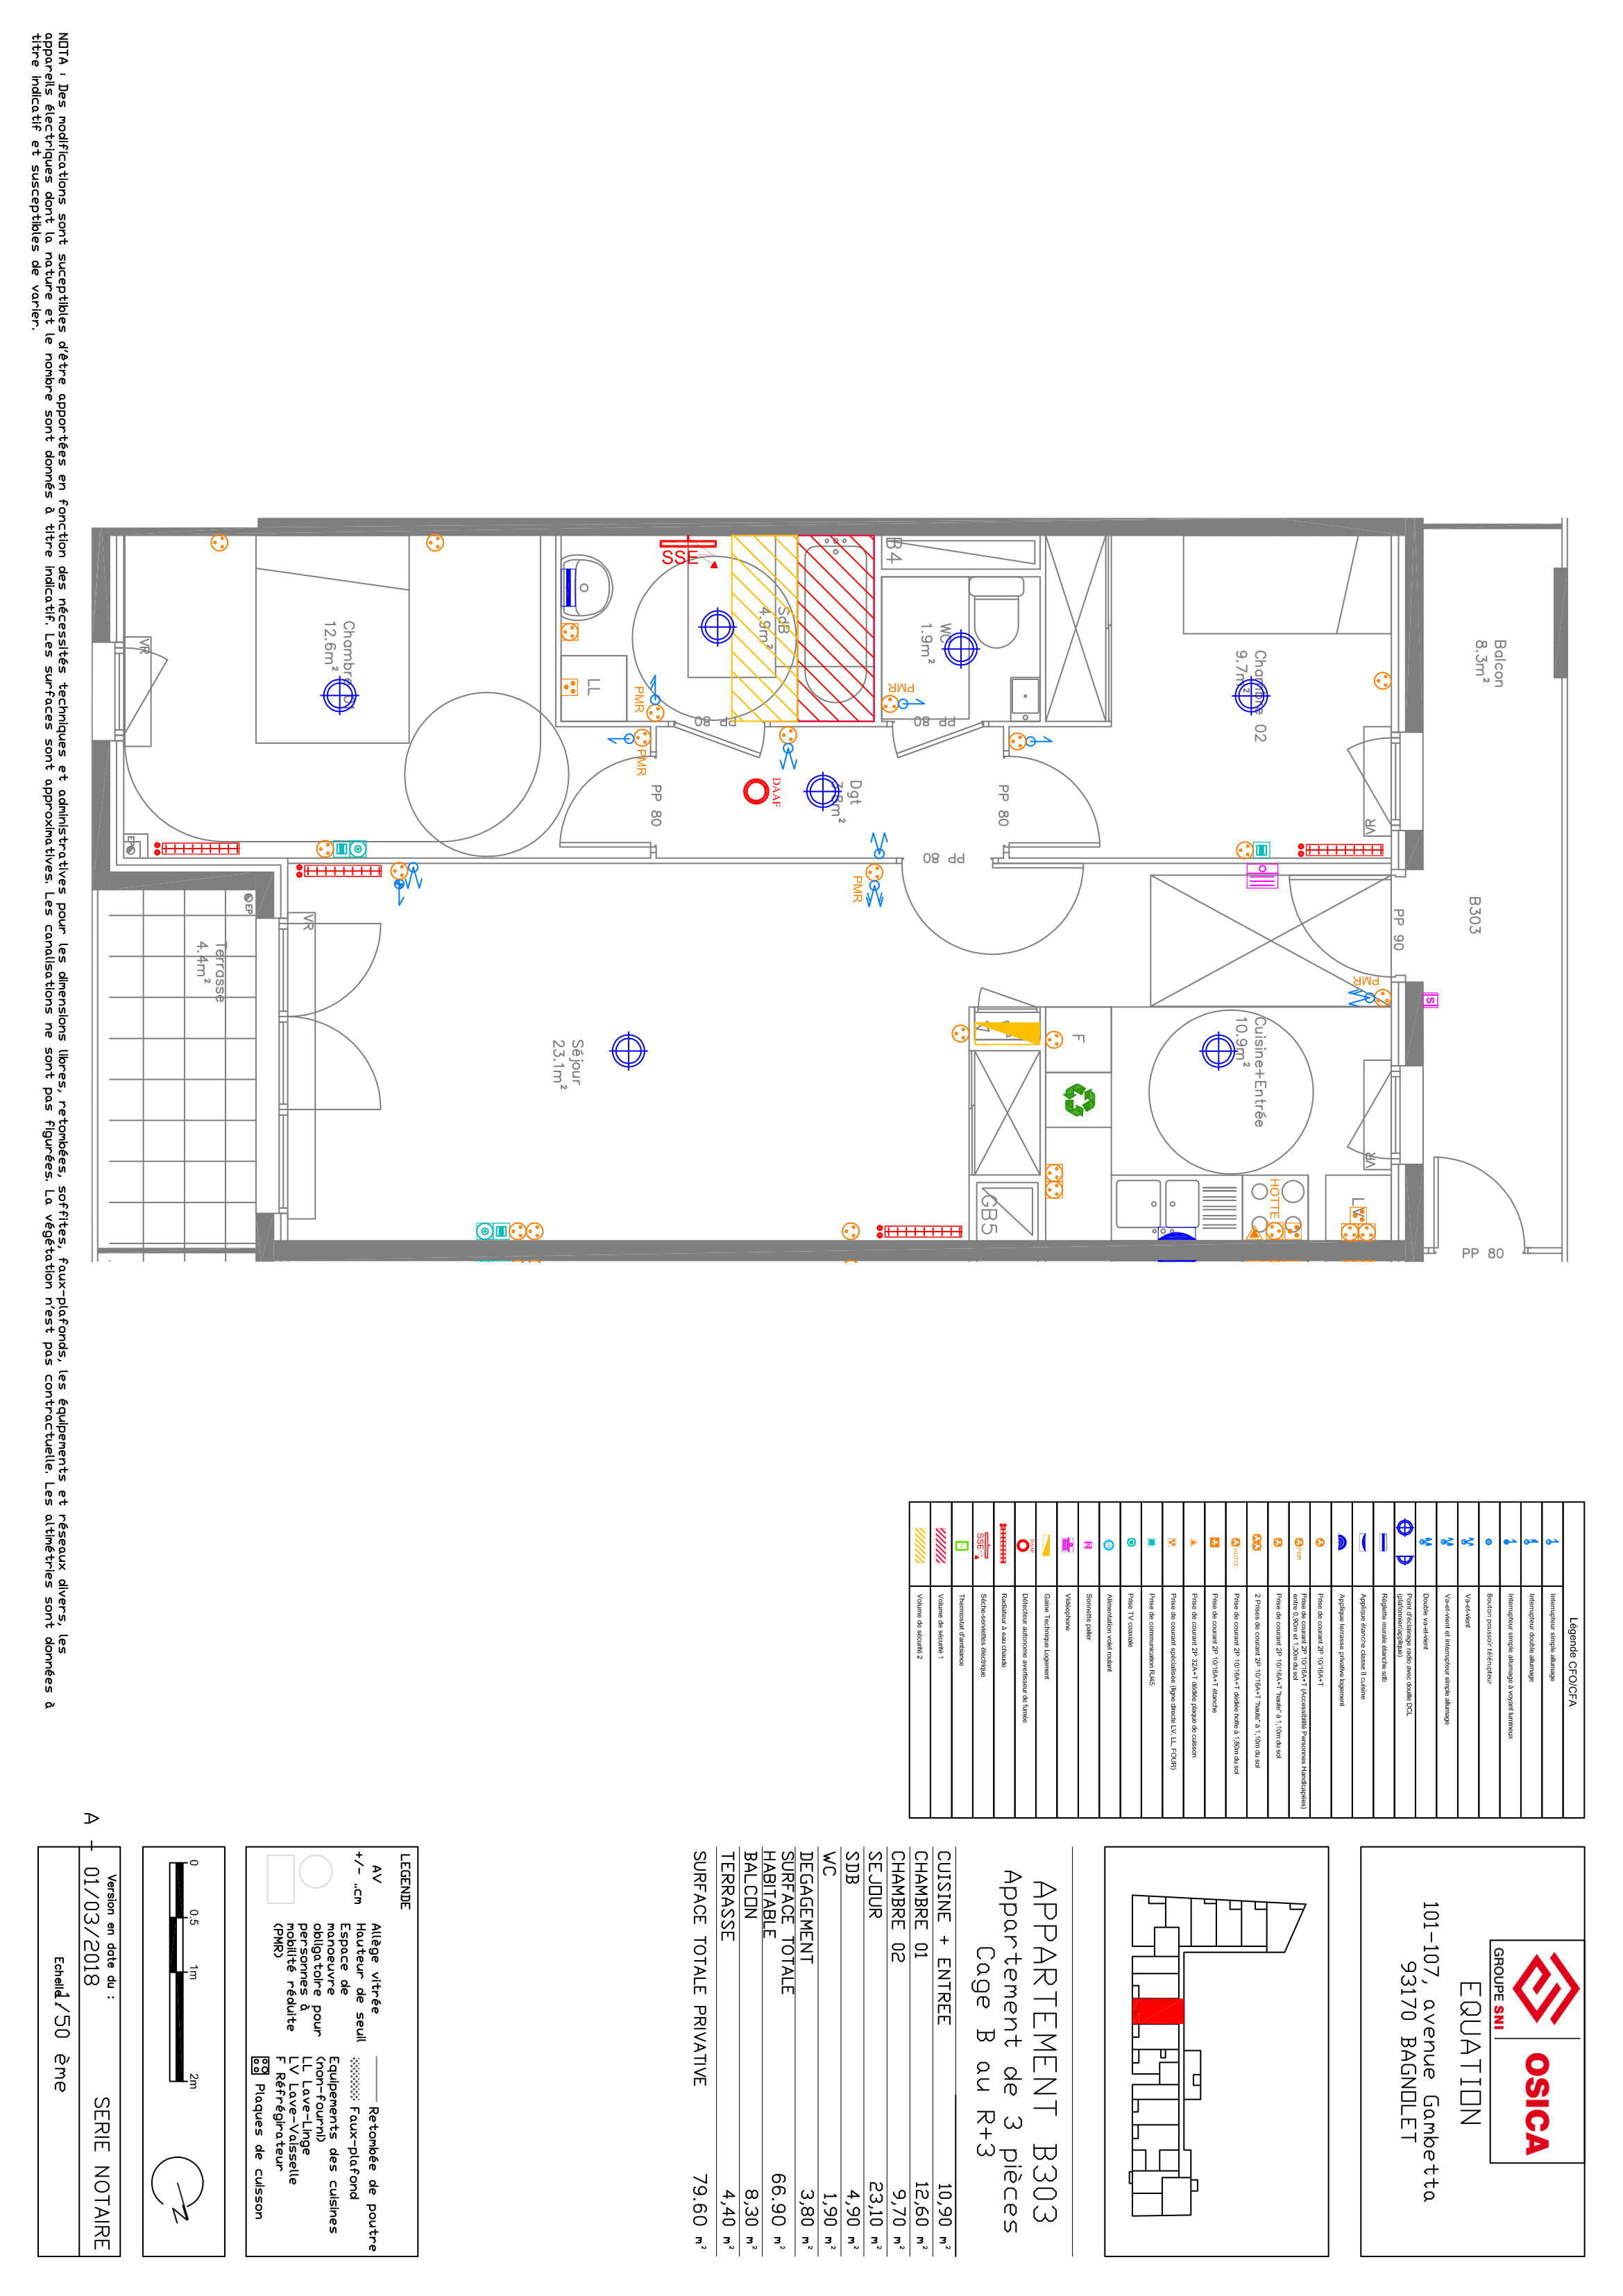 GROUPE SNI
OSICA
EQUATION
101-107, avenue Gambetta
93170 BAGNOLET
APPARTEMENT B303
Appartement de 3 pièces
Cage B au R+3
CUISINE + ENTREE 10,90 m²
CHAMBRE 01 12,60 m²
CHAMBRE 02 9,70 m²
SEJOUR 23,10 m²
SDB 4,90 m²
WC 1,90 m²
DEGAGEMENT 3,80 m²
SURFACE TOTALE
HABITABLE 66.90 m²
BALCON 8,30 m²
TERRASSE 4,40 m²
SURFACE TOTALE PRIVATIVE 79.60 m²
LEGENDE
AV Allège vitrée
+/- ..cm Hauteur de seuil
Espace de
manoeuvre
obligatoire pour
personnes à
mobilité réduite
(PMR)
Retombée de poutre
Faux-plafond
Equipements des cuisines
(non-fourni)
LL Lave-Linge
LV Lave-Vaisselle
F Réfrigirateur
Plaques de cuisson
0 0.5 1m 2m
N
A -
Version en date du :
01/03/2018
SERIE NOTAIRE
Echelle 1/50 ème
Légende CFO/CFA
Interrupteur simple allumage
Interrupteur double allumage
Interrupteur simple allumage à voyant lumineux
Bouton poussoir télérupteur
Va-et-vient
Va-et-vient et interrupteur simple allumage
Double va-et-vient
Point d'éclairage radio avec douille DCL
(plafonnier/applique)
Réglette murale étanche sdb
Applique étanche classe II cuisine
Applique terrasse privative logement
Prise de courant 2P 10/16A+T
PMR Prise de courant 2P 10/16A+T (Accessibilité Personnes Handicapées)
entre 0,90m et 1,30m du sol
Prise de courant 2P 10/16A+T "haute" à 1,10m du sol
2 Prises de courant 2P 10/16A+T "haute" à 1,10m du sol
HOTTE Prise de courant 2P 10/16A+T dédiée hotte à 1,80m du sol
Prise de courant 2P 10/16A+T étanche
Prise de courant 2P 32A+T dédiée plaque de cuisson
Prise de courant spécialisée (ligne directe LV, LL, FOUR)
Prise de communication RJ45
Prise TV coaxiale
Alimentation volet roulant
Sonnette palier
Vidéophone
Gaine Technique Logement
DAAF Détecteur autonome avertisseur de fumée
Radiateur à eau chaude
SSE Sèche-serviettes électrique
Thermostat d'ambiance
Volume de sécurité 1
Volume de sécurité 2
Balcon
8.3m²
B303
PP 80
S
VR
PP 90
VR
Chambre 02
9.7m²
PMR
Cuisine+Entrée
10.9m²
LV
HOTTE
F
GB5
B4
WC
1.9m²
PMR
PP 80
PP 80
PP 80
PMR
Dgt
DAAF
SdB
4.9m²
SSE
PP 80
PMR
PMR
LL
PP 80
Séjour
23.1m²
Chambre
12.6m²
VR
VR
EP
EP
Terrasse
4.4m²
NOTA : Des modifications sont suceptibles d'être apportées en fonction des nécessités techniques et administratives pour les dimensions libres, retombées, soffites, faux-plafonds, les équipements et réseaux divers, les
appareils électriques dont la nature et le nombre sont donnés à titre indicatif. Les surfaces sont approximatives. Les canalisations ne sont pas figurées. La végétation n'est pas contractuelle. Les altimétries sont données à
titre indicatif et susceptibles de varier.